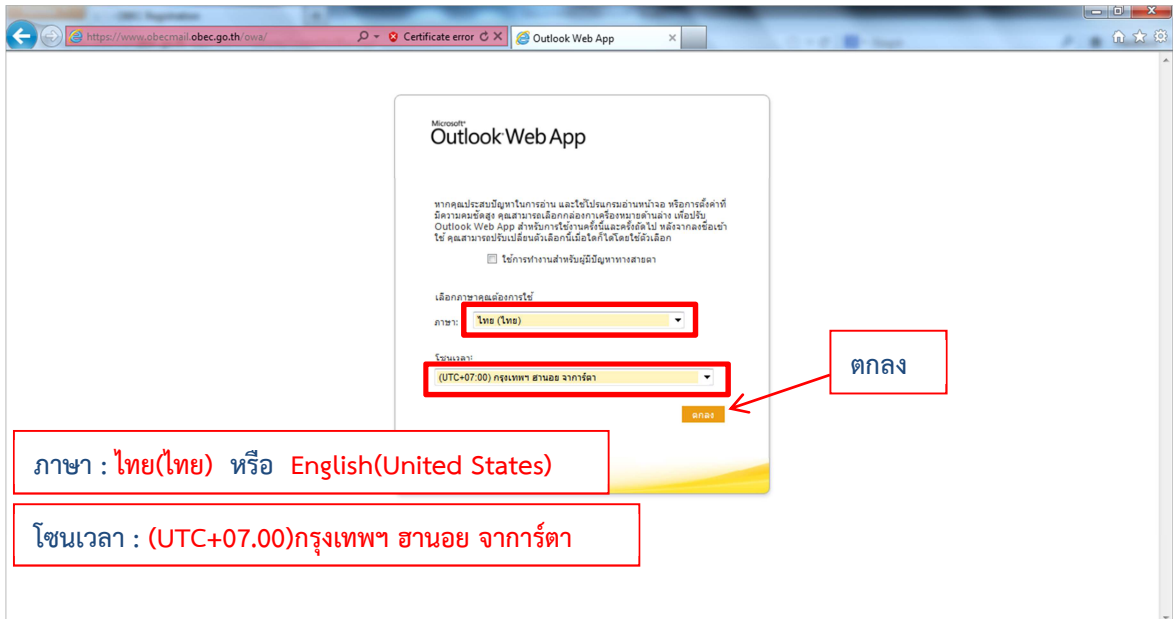 https://www.obecmail.obec.go.th/owa/
Certificate error
Outlook Web App
Microsoft
Outlook Web App
หากคุณประสบปัญหาในการอ่าน และใช้โปรแกรมอ่านหน้าจอ หรือการตั้งค่าที่
มีความคมชัดสูง คุณสามารถเลือกกล่องกาเครื่องหมายด้านล่าง เพื่อปรับ
Outlook Web App สำหรับการใช้งานครั้งนี้และครั้งถัดไป หลังจากลงชื่อเข้า
ใช้ คุณสามารถปรับเปลี่ยนตัวเลือกนี้เมื่อใดก็ได้โดยใช้ตัวเลือก
ใช้การทำงานสำหรับผู้มีปัญหาทางสายตา
เลือกภาษาคุณต้องการใช้
ภาษา: ไทย (ไทย)
โซนเวลา:
(UTC+07:00) กรุงเทพฯ ฮานอย จาการ์ตา
ตกลง
ตกลง
ภาษา : ไทย(ไทย) หรือ English(United States)
โซนเวลา : (UTC+07.00)กรุงเทพฯ ฮานอย จาการ์ตา